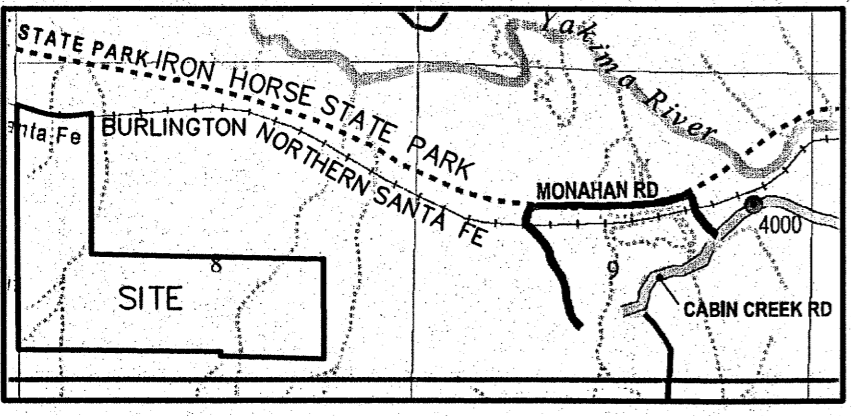 STATE PARK
IRON HORSE STATE PARK
Yakima River
anta Fe
BURLINGTON NORTHERN SANTA FE
MONAHAN RD
4000
8
9
SITE
CABIN CREEK RD